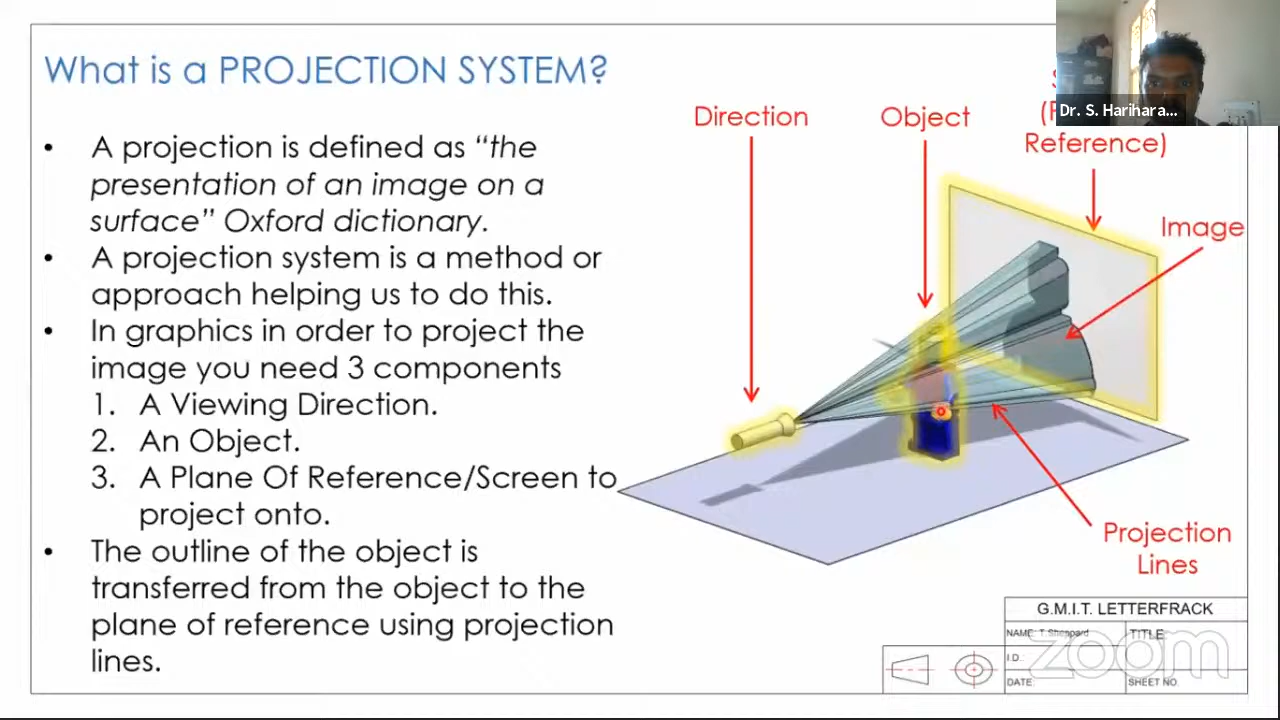 What is a PROJECTION SYSTEM?
• A projection is defined as “the
presentation of an image on a
surface” Oxford dictionary.
• A projection system is a method or
approach helping us to do this.
• In graphics in order to project the
image you need 3 components
1. A Viewing Direction.
2. An Object.
3. A Plane Of Reference/Screen to
project onto.
• The outline of the object is
transferred from the object to the
plane of reference using projection
lines.
Direction
Object
Reference)
Image
Projection
Lines
Dr. S. Harihara...
G.M.I.T. LETTERFRACK
NAME: T Sheppard
TITLE
I.D.:
DATE:
SHEET NO.
zoom